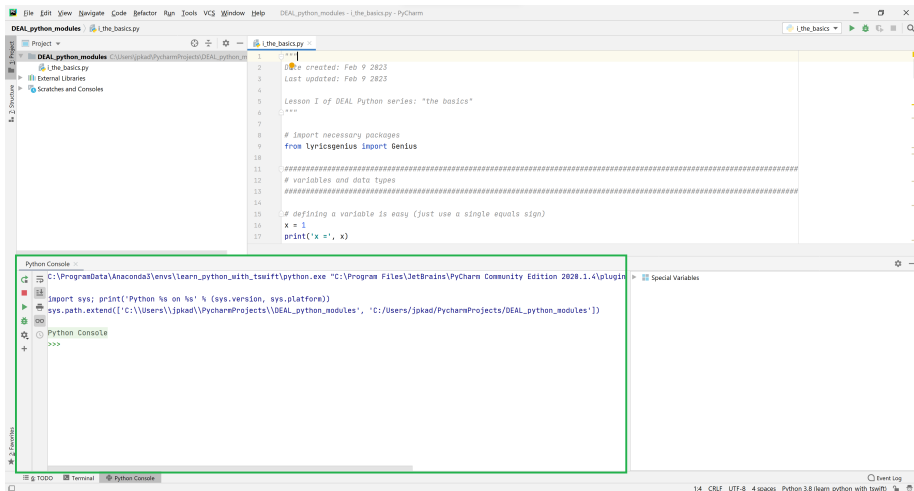 File Edit View Navigate Code Refactor Run Tools VCS Window Help DEAL_python_modules - i_the_basics.py - PyCharm
DEAL_python_modules i_the_basics.py i_the_basics
Project i_the_basics.py
1: Project
DEAL_python_modules C:\Users\jpkad\PycharmProjects\DEAL_python_m
i_the_basics.py
External Libraries
Scratches and Consoles
Z: Structure
1 """
2 Date created: Feb 9 2023
3 Last updated: Feb 9 2023
4
5 Lesson I of DEAL Python series: "the basics"
6 """
7
8 # import necessary packages
9 from lyricsgenius import Genius
10
11 ########################################################################################################################
12 # variables and data types
13 ########################################################################################################################
14
15 # defining a variable is easy (just use a single equals sign)
16 x = 1
17 print('x =', x)
Python Console
C:\ProgramData\Anaconda3\envs\learn_python_with_tswift\python.exe "C:\Program Files\JetBrains\PyCharm Community Edition 2020.1.4\plugin
import sys; print('Python %s on %s' % (sys.version, sys.platform))
sys.path.extend(['C:\\Users\\jpkad\\PycharmProjects\\DEAL_python_modules', 'C:/Users/jpkad/PycharmProjects/DEAL_python_modules'])
Python Console
>>>
Special Variables
2: Favorites
6: TODO Terminal Python Console Event Log
1:4 CRLF UTF-8 4 spaces Python 3.8 (learn_python_with_tswift)